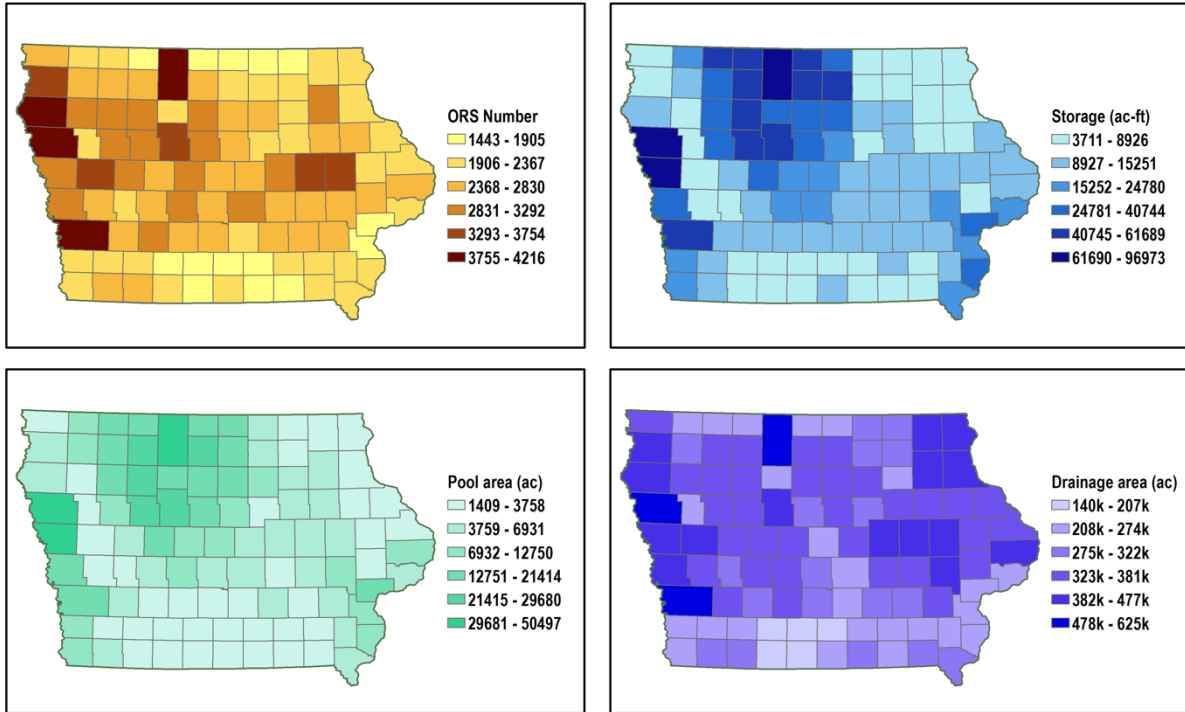 ORS Number
1443 - 1905
1906 - 2367
2368 - 2830
2831 - 3292
3293 - 3754
3755 - 4216
Storage (ac-ft)
3711 - 8926
8927 - 15251
15252 - 24780
24781 - 40744
40745 - 61689
61690 - 96973
Pool area (ac)
1409 - 3758
3759 - 6931
6932 - 12750
12751 - 21414
21415 - 29680
29681 - 50497
Drainage area (ac)
140k - 207k
208k - 274k
275k - 322k
323k - 381k
382k - 477k
478k - 625k